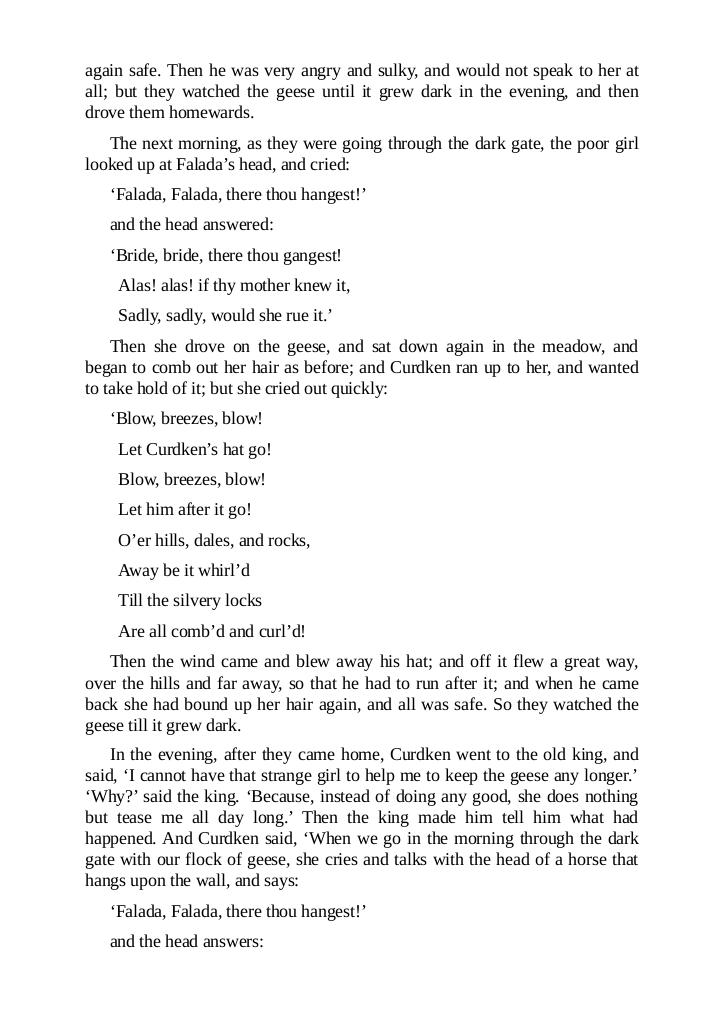 again safe. Then he was very angry and sulky, and would not speak to her at
all; but they watched the geese until it grew dark in the evening, and then
drove them homewards.
The next morning, as they were going through the dark gate, the poor girl
looked up at Falada’s head, and cried:
‘Falada, Falada, there thou hangest!’
and the head answered:
‘Bride, bride, there thou gangest!
Alas! alas! if thy mother knew it,
Sadly, sadly, would she rue it.’
Then she drove on the geese, and sat down again in the meadow, and
began to comb out her hair as before; and Curdken ran up to her, and wanted
to take hold of it; but she cried out quickly:
‘Blow, breezes, blow!
Let Curdken’s hat go!
Blow, breezes, blow!
Let him after it go!
O’er hills, dales, and rocks,
Away be it whirl’d
Till the silvery locks
Are all comb’d and curl’d!
Then the wind came and blew away his hat; and off it flew a great way,
over the hills and far away, so that he had to run after it; and when he came
back she had bound up her hair again, and all was safe. So they watched the
geese till it grew dark.
In the evening, after they came home, Curdken went to the old king, and
said, ‘I cannot have that strange girl to help me to keep the geese any longer.’
‘Why?’ said the king. ‘Because, instead of doing any good, she does nothing
but tease me all day long.’ Then the king made him tell him what had
happened. And Curdken said, ‘When we go in the morning through the dark
gate with our flock of geese, she cries and talks with the head of a horse that
hangs upon the wall, and says:
‘Falada, Falada, there thou hangest!’
and the head answers: